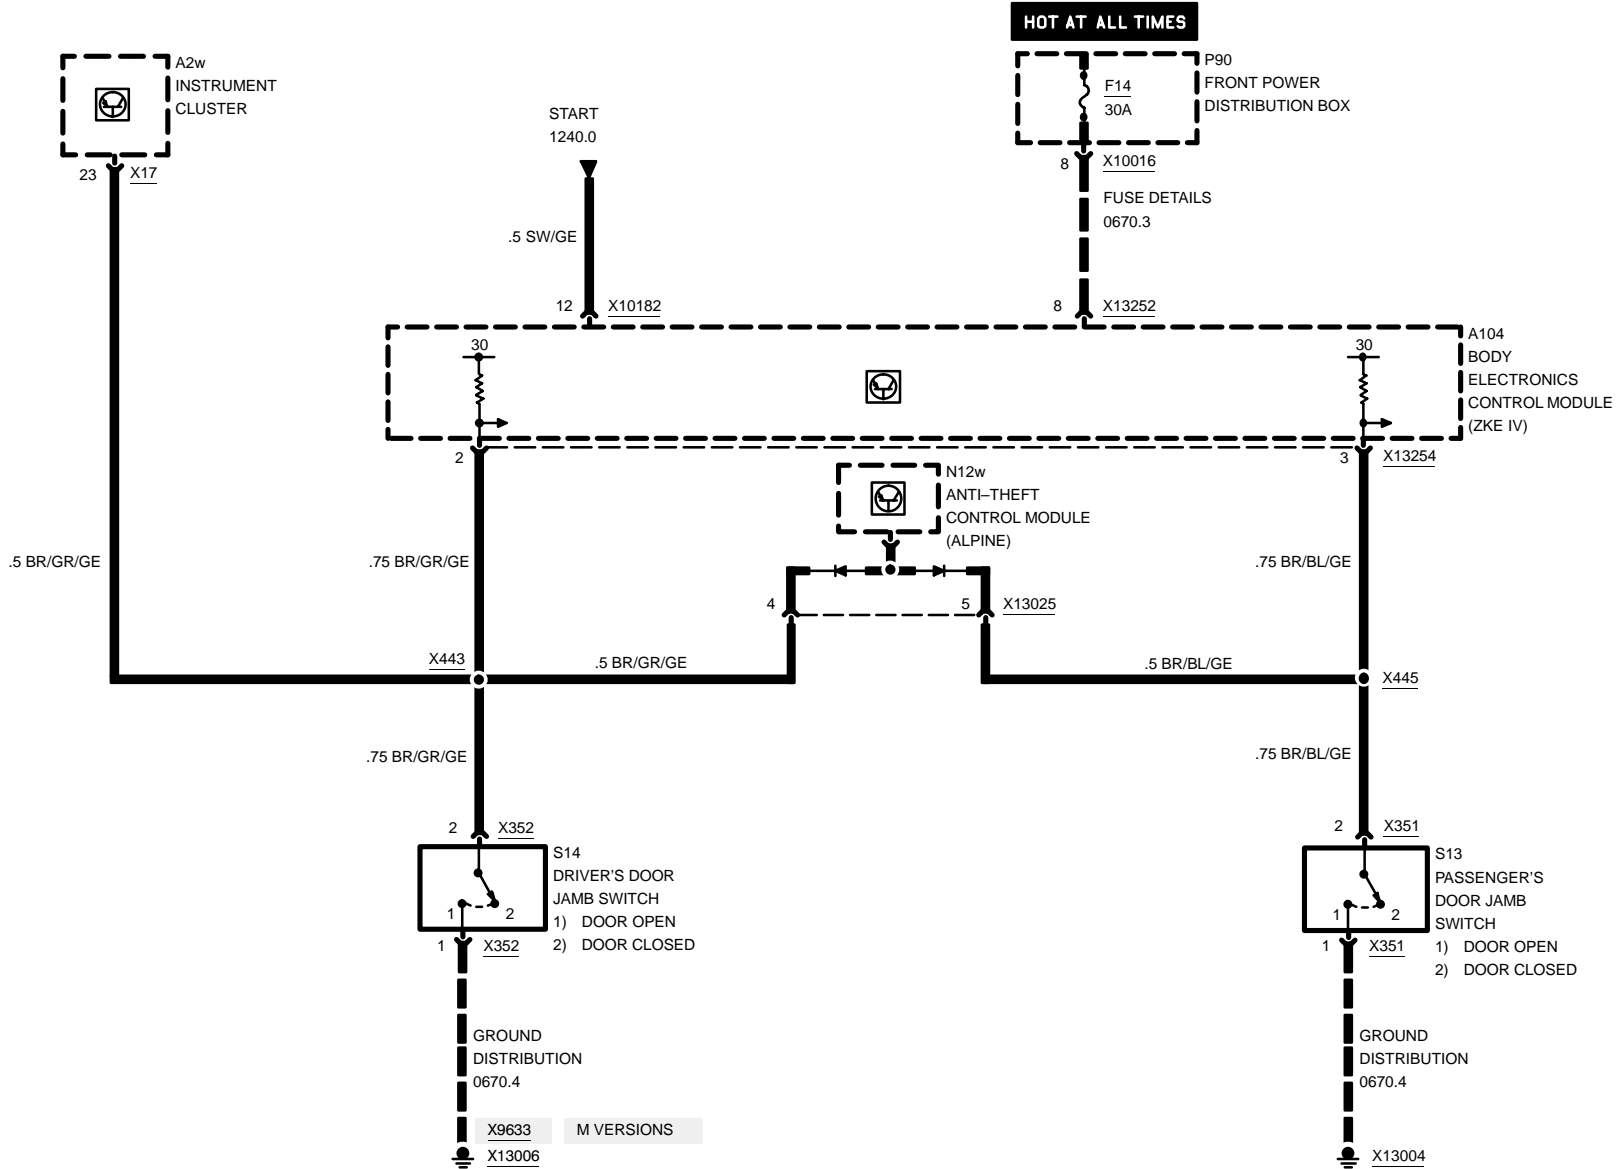 HOT AT ALL TIMES
A2w
INSTRUMENT
CLUSTER
23
X17
START
1240.0
.5 SW/GE
12
X10182
P90
FRONT POWER
DISTRIBUTION BOX
F14
30A
8
X10016
FUSE DETAILS
0670.3
8
X13252
A104
BODY
ELECTRONICS
CONTROL MODULE
(ZKE IV)
30
30
2
3
X13254
N12w
ANTI–THEFT
CONTROL MODULE
(ALPINE)
.5 BR/GR/GE
.75 BR/GR/GE
.75 BR/BL/GE
4
5
X13025
X443
.5 BR/GR/GE
.5 BR/BL/GE
X445
.75 BR/GR/GE
.75 BR/BL/GE
2
X352
S14
DRIVER'S DOOR
JAMB SWITCH
1) DOOR OPEN
2) DOOR CLOSED
1
2
1
X352
2
X351
S13
PASSENGER'S
DOOR JAMB
SWITCH
1) DOOR OPEN
2) DOOR CLOSED
1
2
1
X351
GROUND
DISTRIBUTION
0670.4
X9633
M VERSIONS
X13006
GROUND
DISTRIBUTION
0670.4
X13004